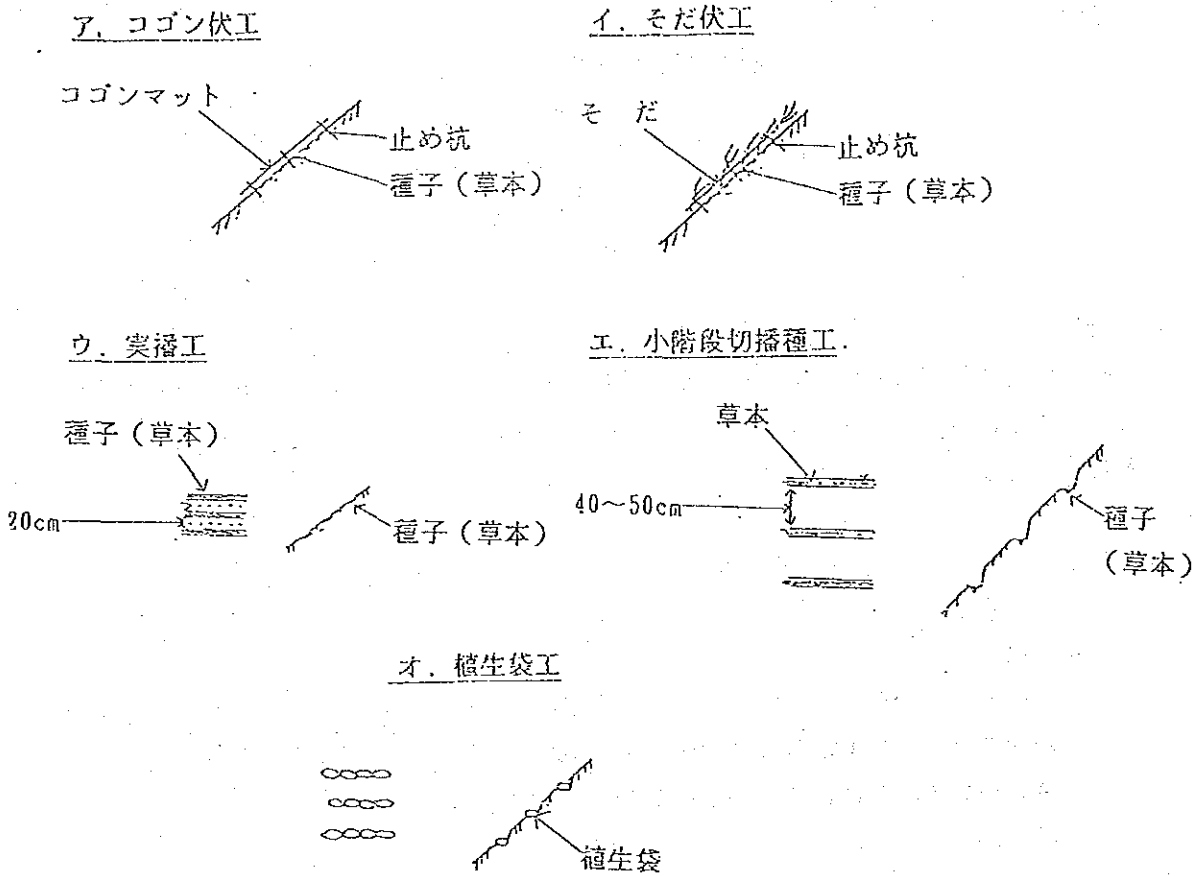 ア．コゴン伏工
コゴンマット
止め杭
種子（草本）
イ．そだ伏工
そ だ
止め杭
種子（草本）
ウ．実播工
種子（草本）
20cm
種子（草本）
エ．小階段切播種工．
草本
40～50cm
種子
（草本）
オ．植生袋工
植生袋